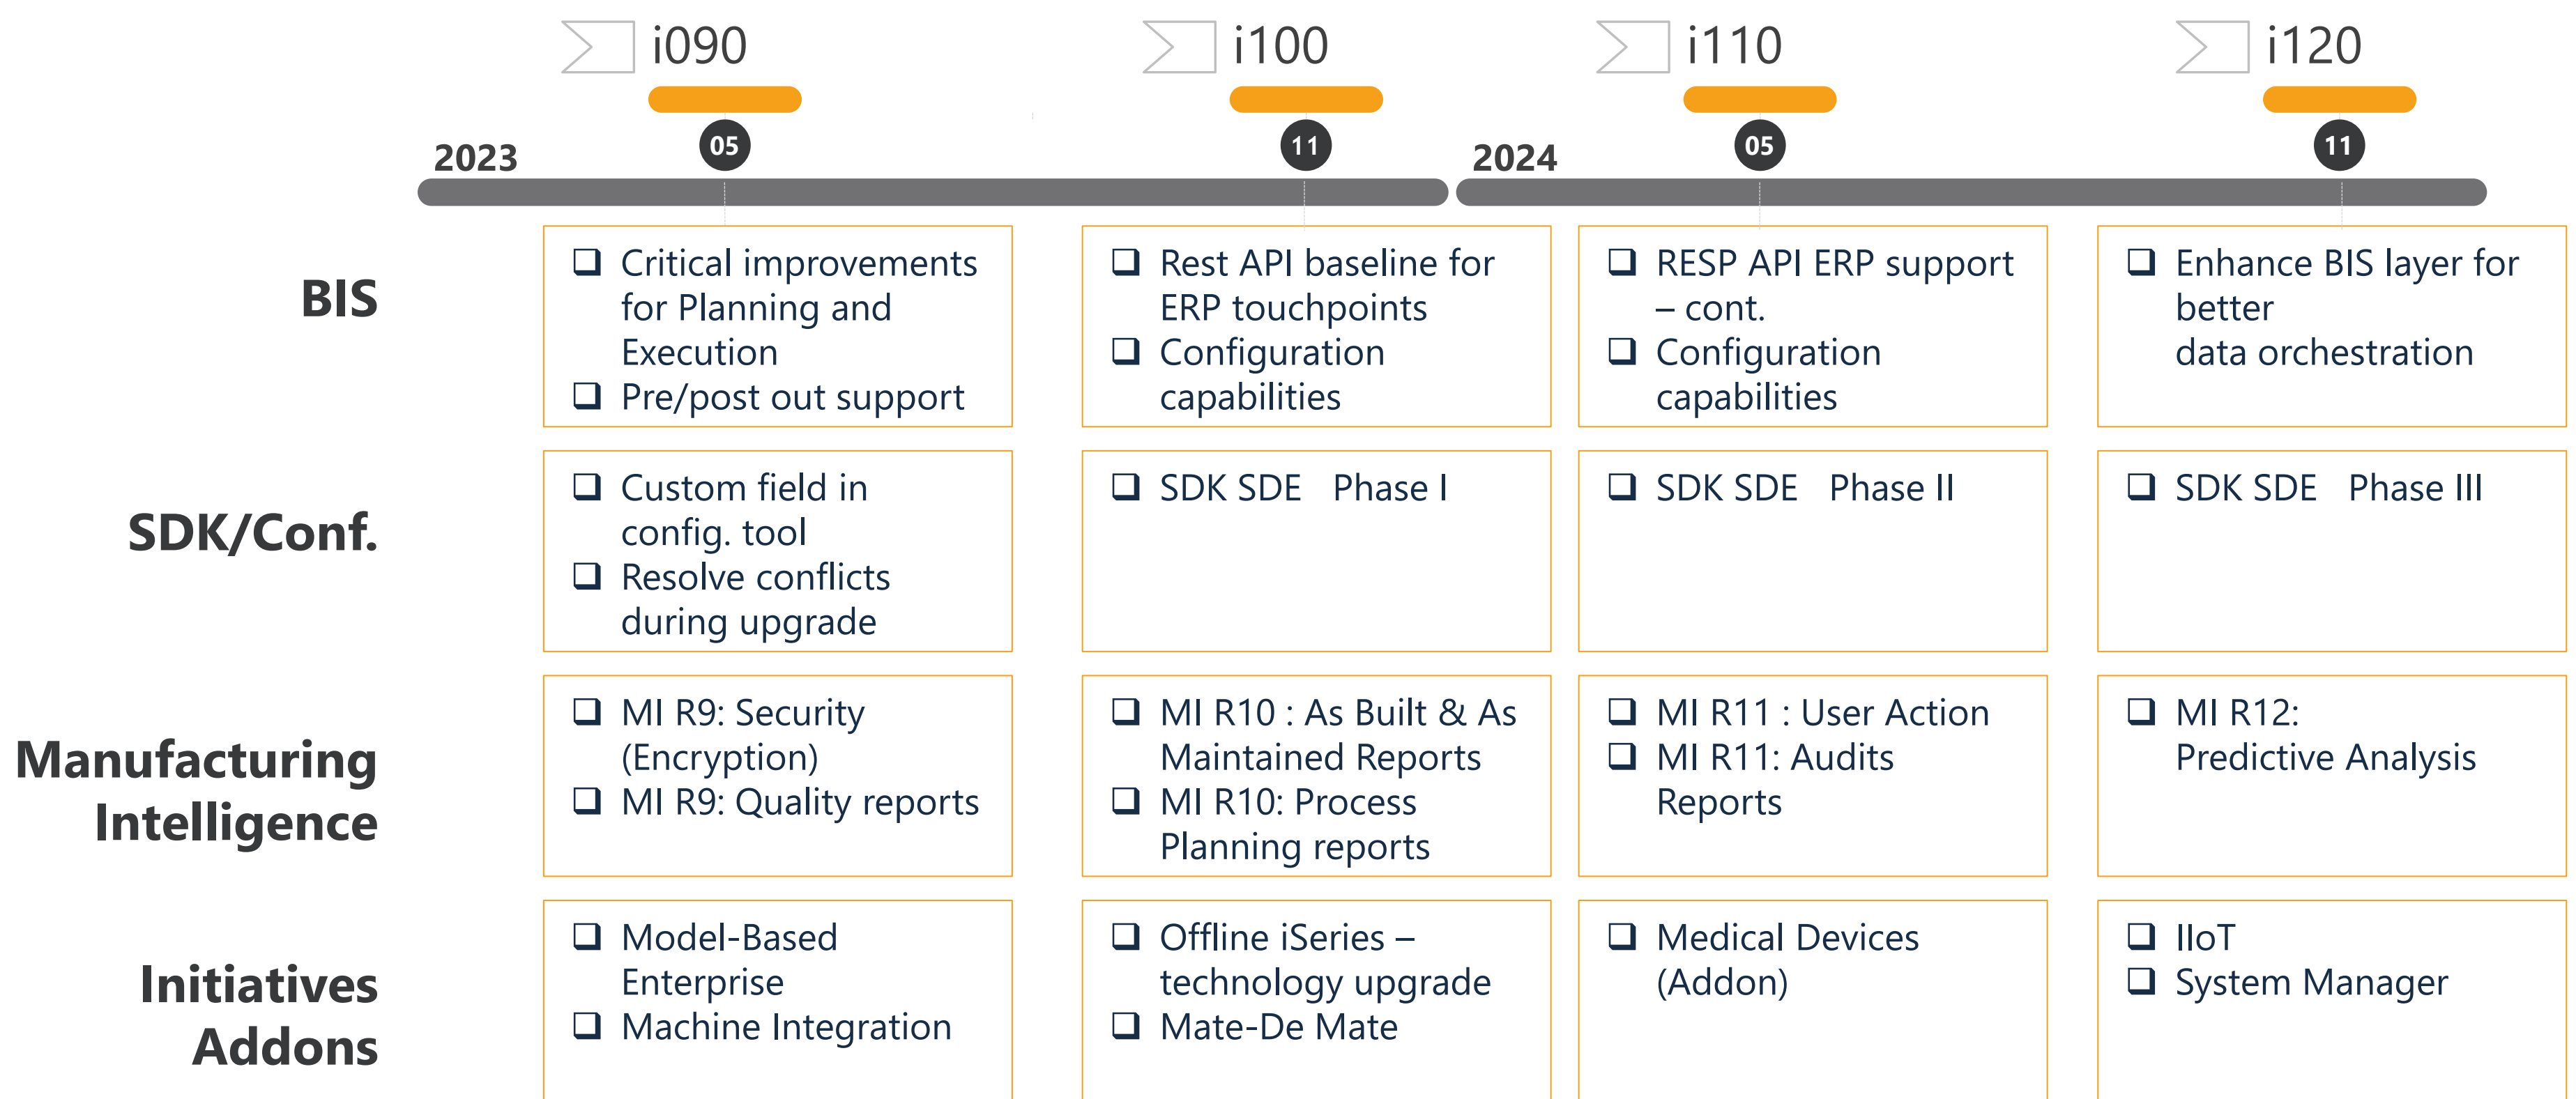 i090
i100
i110
i120
05
11
05
11
2023
2024
BIS
❑ Critical improvements
for Planning and
Execution
❑ Pre/post out support
❑ Rest API baseline for
ERP touchpoints
❑ Configuration
capabilities
❑ RESP API ERP support
– cont.
❑ Configuration
capabilities
❑ Enhance BIS layer for
better
data orchestration
SDK/Conf.
❑ Custom field in
config. tool
❑ Resolve conflicts
during upgrade
❑ SDK SDE Phase I
❑ SDK SDE Phase II
❑ SDK SDE Phase III
Manufacturing
Intelligence
❑ MI R9: Security
(Encryption)
❑ MI R9: Quality reports
❑ MI R10 : As Built & As
Maintained Reports
❑ MI R10: Process
Planning reports
❑ MI R11 : User Action
❑ MI R11: Audits
Reports
❑ MI R12:
Predictive Analysis
Initiatives
Addons
❑ Model-Based
Enterprise
❑ Machine Integration
❑ Offline iSeries –
technology upgrade
❑ Mate-De Mate
❑ Medical Devices
(Addon)
❑ IIoT
❑ System Manager